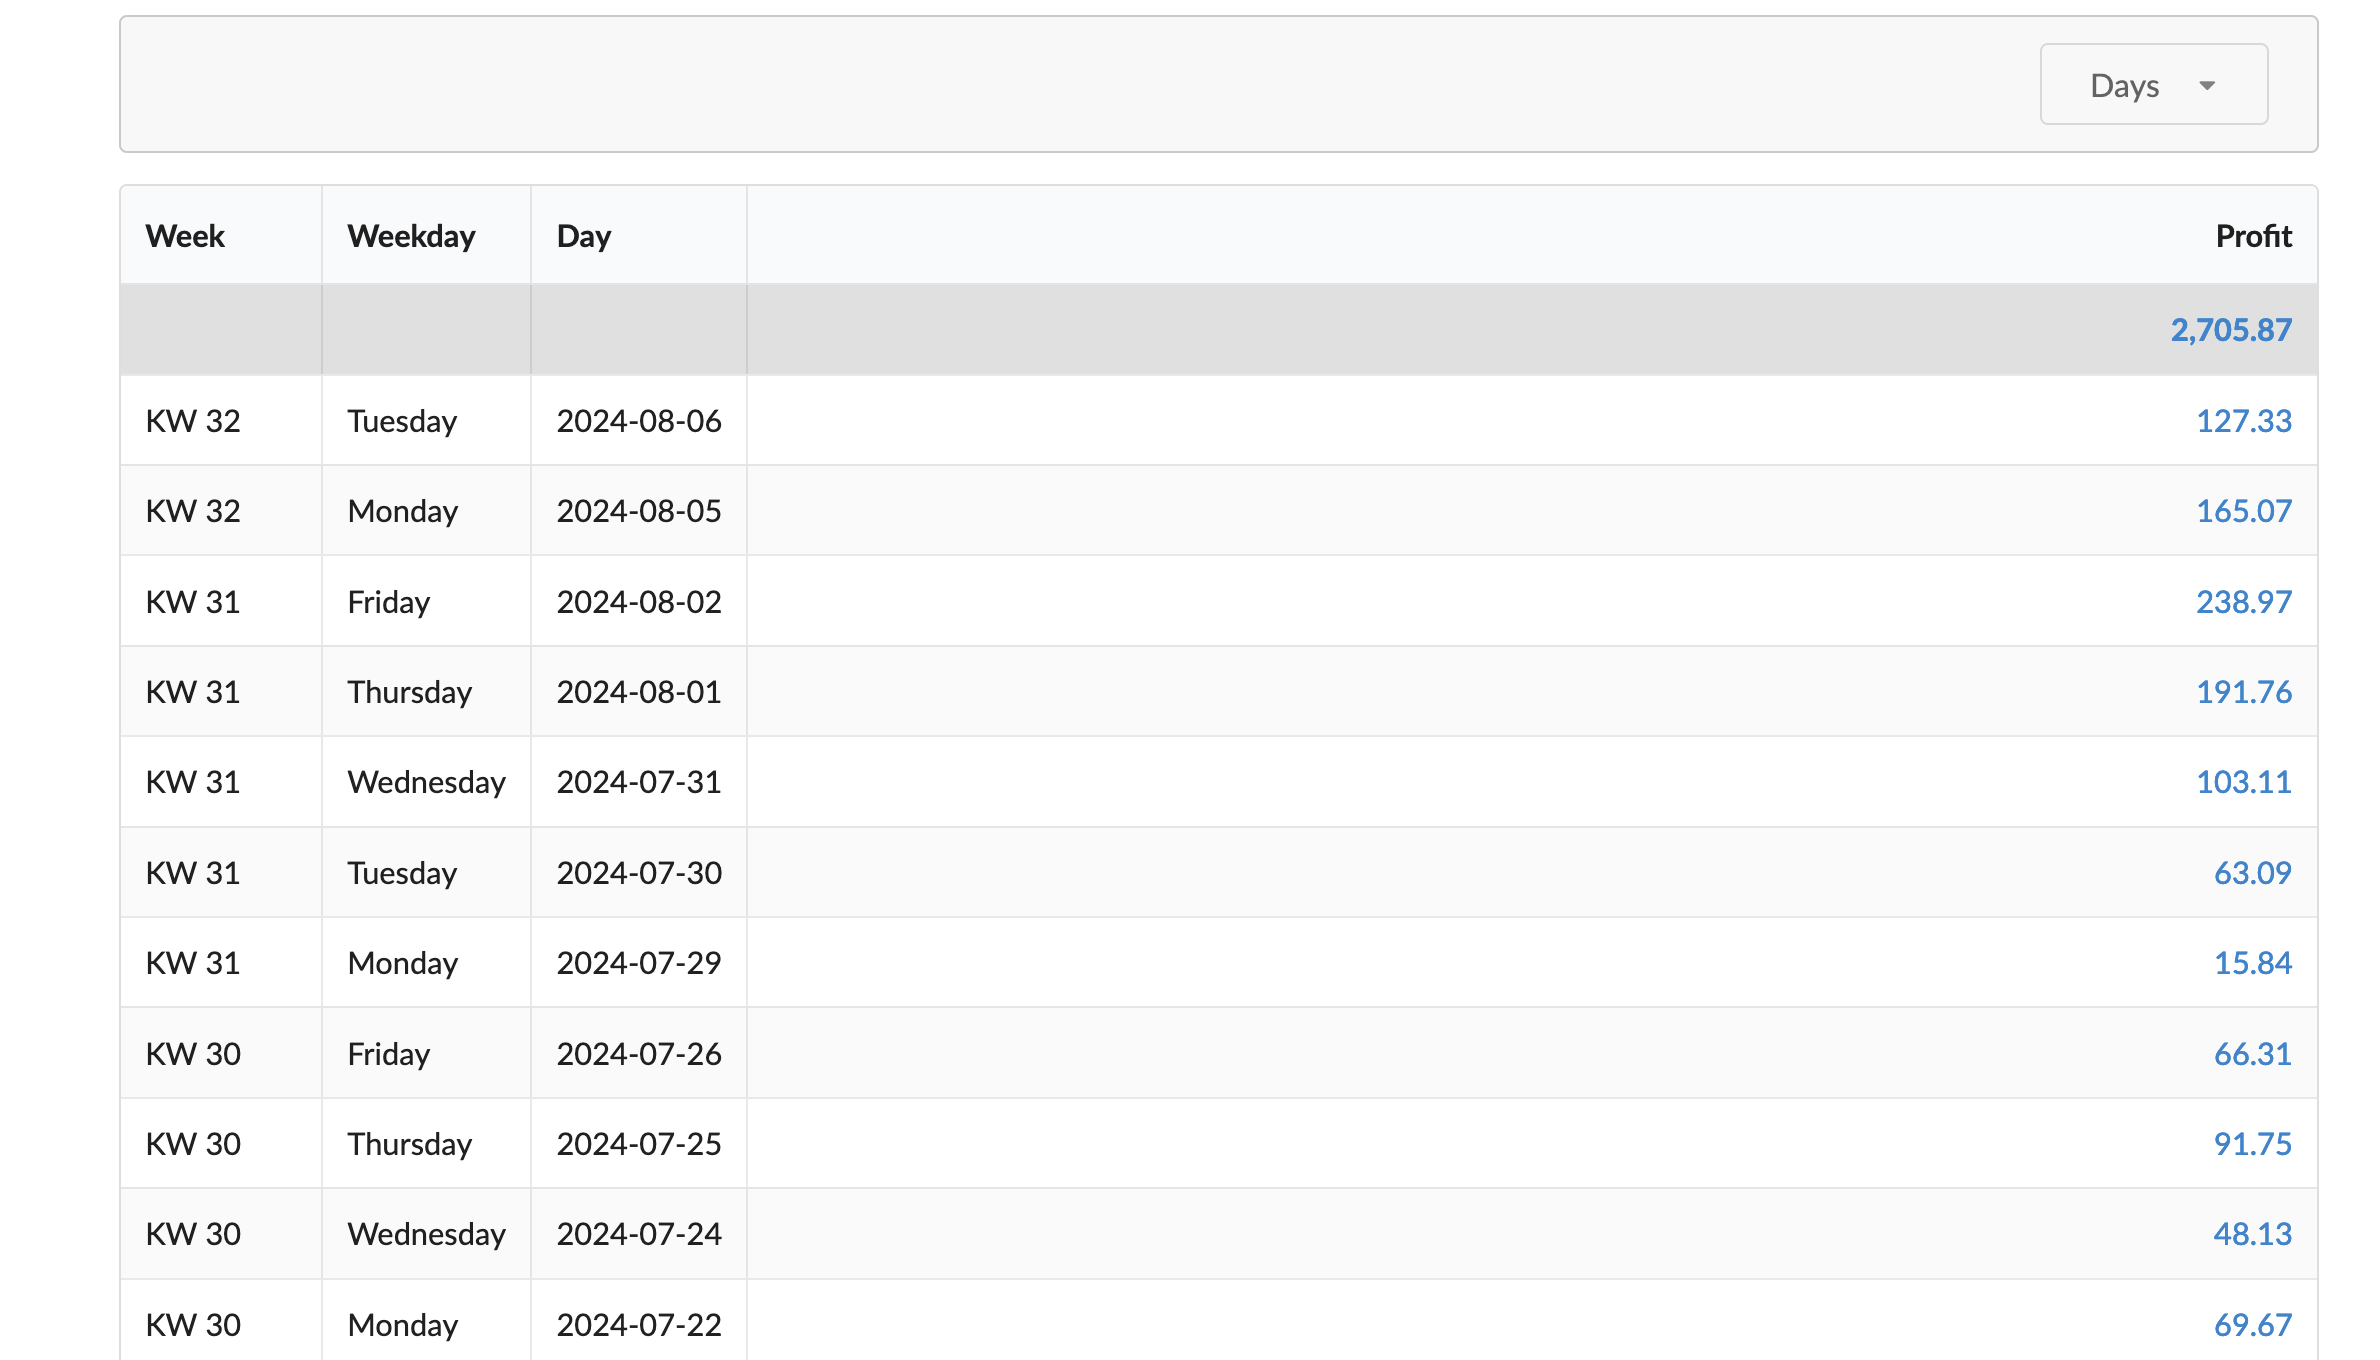 Days
Week Weekday Day Profit
2,705.87
KW 32 Tuesday 2024-08-06 127.33
KW 32 Monday 2024-08-05 165.07
KW 31 Friday 2024-08-02 238.97
KW 31 Thursday 2024-08-01 191.76
KW 31 Wednesday 2024-07-31 103.11
KW 31 Tuesday 2024-07-30 63.09
KW 31 Monday 2024-07-29 15.84
KW 30 Friday 2024-07-26 66.31
KW 30 Thursday 2024-07-25 91.75
KW 30 Wednesday 2024-07-24 48.13
KW 30 Monday 2024-07-22 69.67